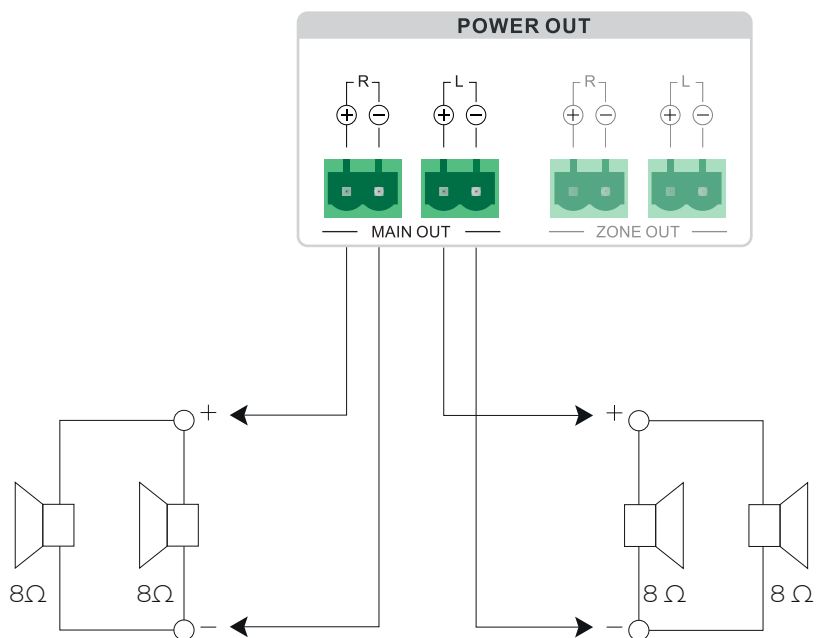 POWER OUT
R L R L
+ − + − + − + −
MAIN OUT ZONE OUT
+ +
8Ω 8Ω 8 Ω 8 Ω
− −